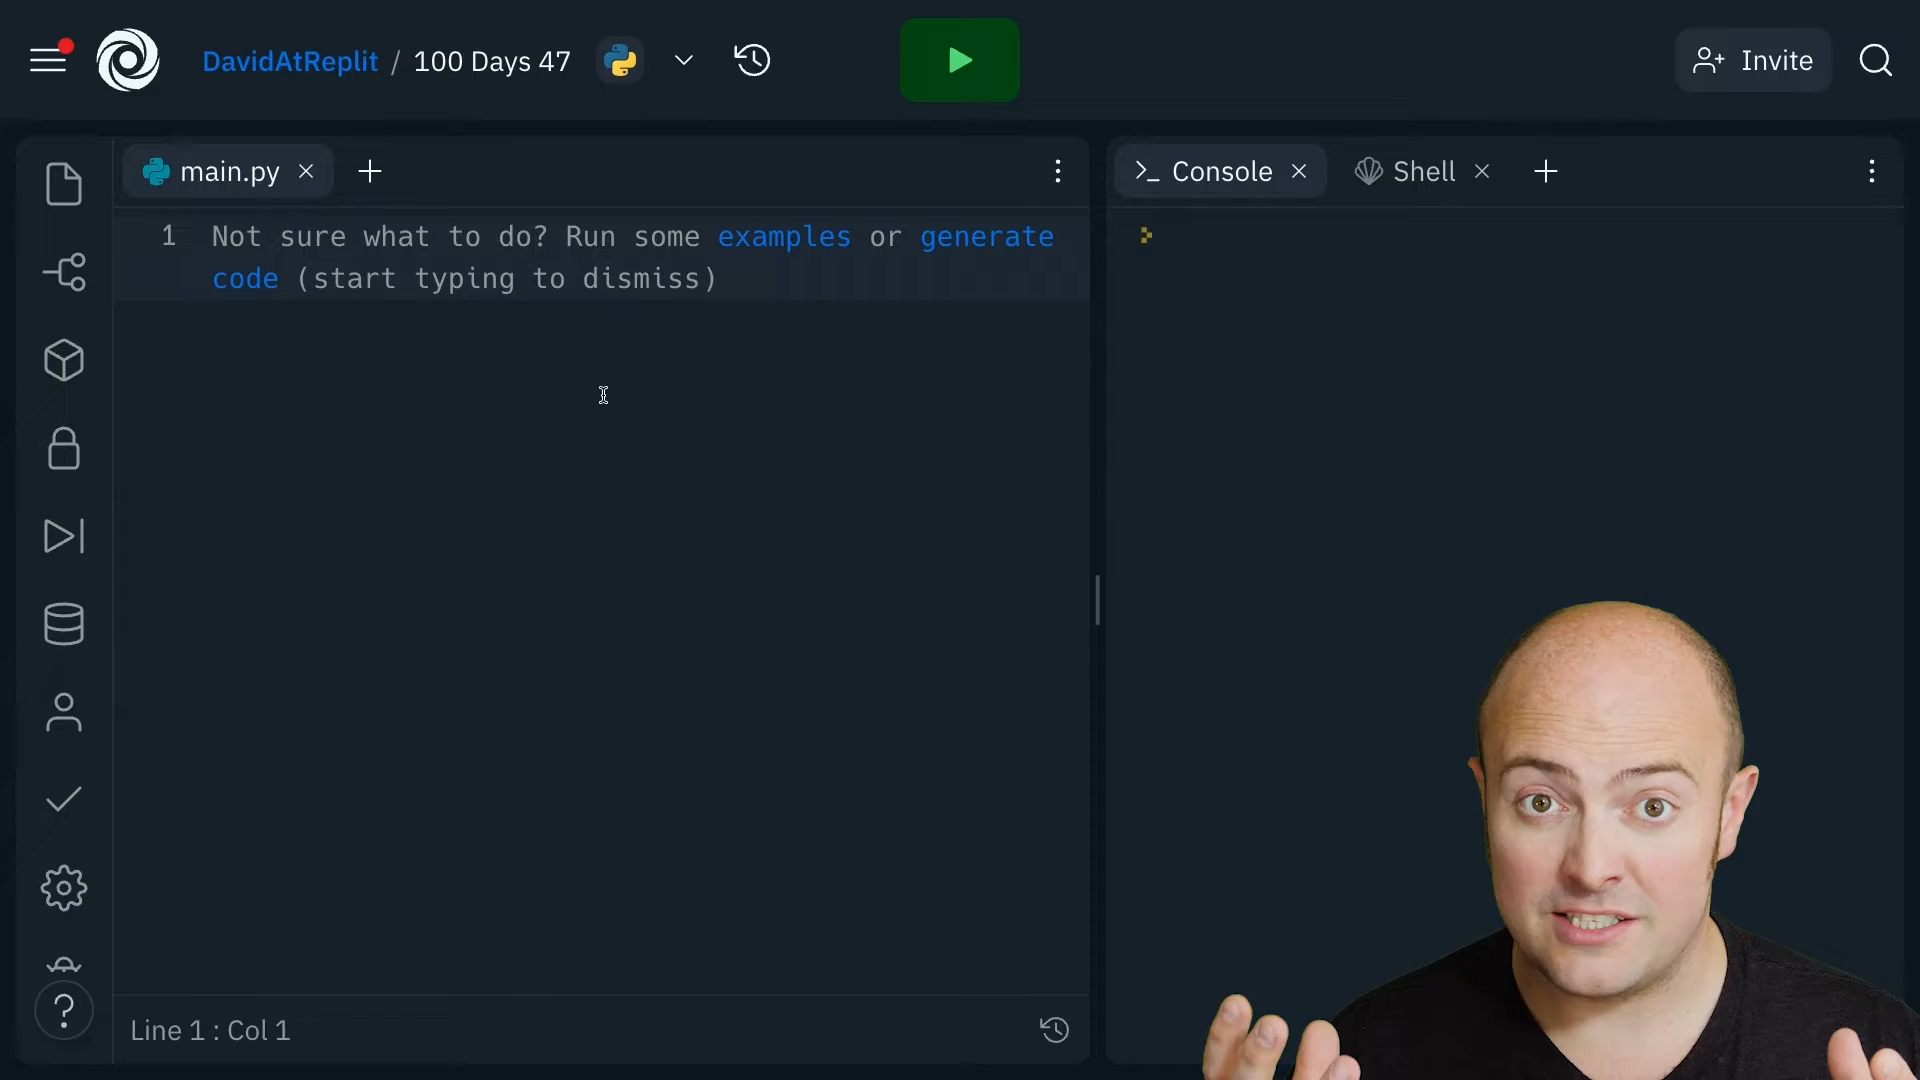 DavidAtReplit / 100 Days 47
Invite
main.py
Console
Shell
1 Not sure what to do? Run some examples or generate
code (start typing to dismiss)
Line 1 : Col 1